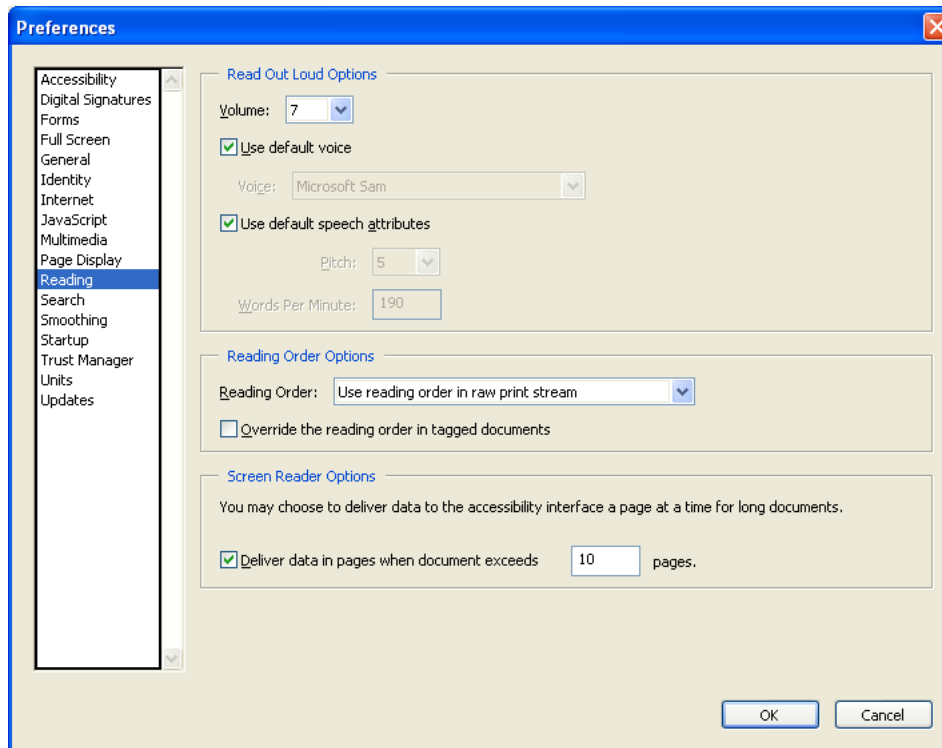 Preferences
Accessibility
Digital Signatures
Forms
Full Screen
General
Identity
Internet
JavaScript
Multimedia
Page Display
Reading
Search
Smoothing
Startup
Trust Manager
Units
Updates
Read Out Loud Options
Volume: 7
Use default voice
Voice: Microsoft Sam
Use default speech attributes
Pitch: 5
Words Per Minute: 190
Reading Order Options
Reading Order: Use reading order in raw print stream
Override the reading order in tagged documents
Screen Reader Options
You may choose to deliver data to the accessibility interface a page at a time for long documents.
Deliver data in pages when document exceeds 10 pages.
OK Cancel